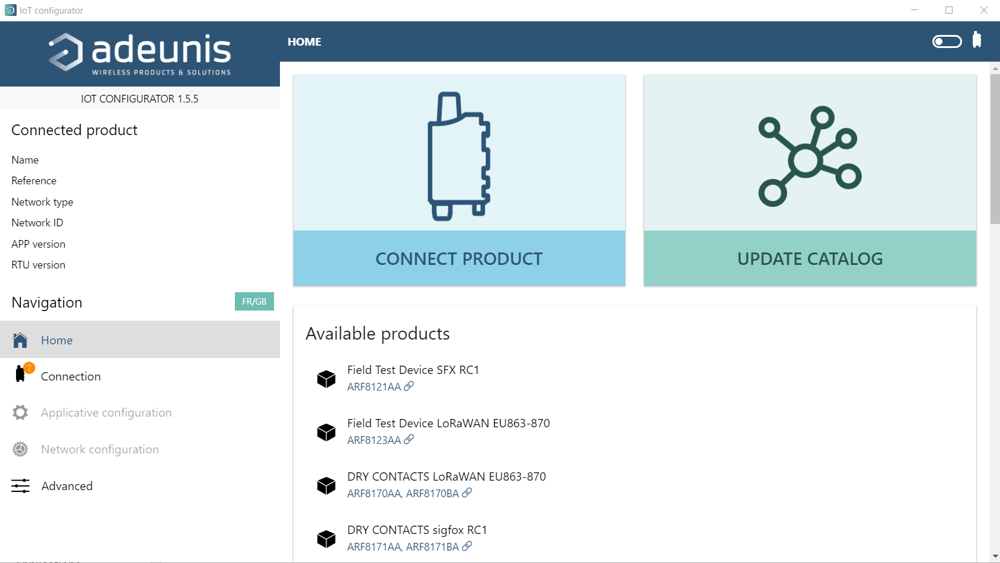 IoT configurator
adeunis
WIRELESS PRODUCTS & SOLUTIONS
IOT CONFIGURATOR 1.5.5
Connected product
Name
Reference
Network type
Network ID
APP version
RTU version
Navigation
FR/GB
Home
?
Connection
Applicative configuration
Network configuration
Advanced
HOME
CONNECT PRODUCT
UPDATE CATALOG
Available products
Field Test Device SFX RC1
ARF8121AA
Field Test Device LoRaWAN EU863-870
ARF8123AA
DRY CONTACTS LoRaWAN EU863-870
ARF8170AA, ARF8170BA
DRY CONTACTS sigfox RC1
ARF8171AA, ARF8171BA